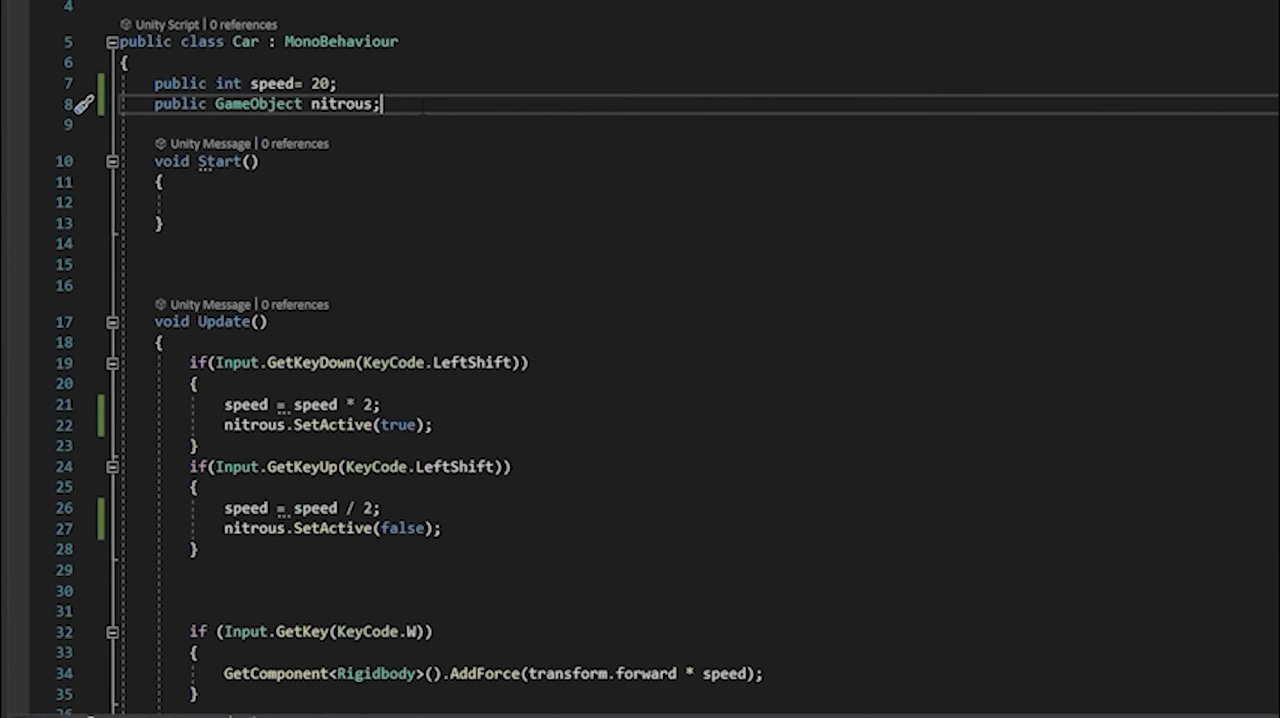 4
Unity Script | 0 references
5 public class Car : MonoBehaviour
6 {
7 public int speed= 20;
8 public GameObject nitrous;
9
Unity Message | 0 references
10 void Start()
11 {
12
13 }
14
15
16
Unity Message | 0 references
17 void Update()
18 {
19 if(Input.GetKeyDown(KeyCode.LeftShift))
20 {
21 speed = speed * 2;
22 nitrous.SetActive(true);
23 }
24 if(Input.GetKeyUp(KeyCode.LeftShift))
25 {
26 speed = speed / 2;
27 nitrous.SetActive(false);
28 }
29
30
31
32 if (Input.GetKey(KeyCode.W))
33 {
34 GetComponent<Rigidbody>().AddForce(transform.forward * speed);
35 }